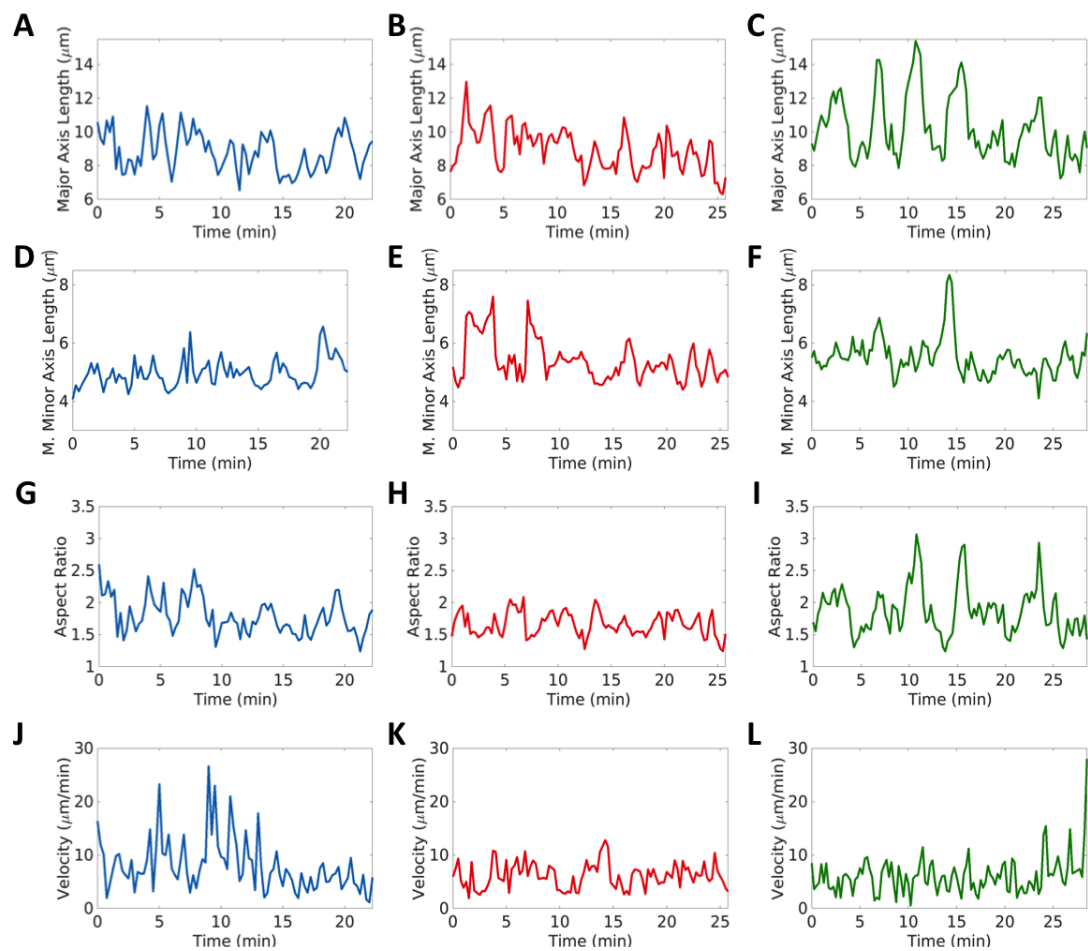 A B C
Major Axis Length (μm) Major Axis Length (μm) Major Axis Length (μm)
14 12 10 8 6
14 12 10 8 6
14 12 10 8 6
0 5 10 15 20
0 5 10 15 20 25
0 5 10 15 20 25
Time (min) Time (min) Time (min)
D E F
M. Minor Axis Length (μm) M. Minor Axis Length (μm) M. Minor Axis Length (μm)
8 6 4
8 6 4
8 6 4
0 5 10 15 20
0 5 10 15 20 25
0 5 10 15 20 25
Time (min) Time (min) Time (min)
G H I
Aspect Ratio Aspect Ratio Aspect Ratio
3.5 3 2.5 2 1.5 1
3.5 3 2.5 2 1.5 1
3.5 3 2.5 2 1.5 1
0 5 10 15 20
0 5 10 15 20 25
0 5 10 15 20 25
Time (min) Time (min) Time (min)
J K L
Velocity (μm/min) Velocity (μm/min) Velocity (μm/min)
30 20 10 0
30 20 10 0
30 20 10 0
0 5 10 15 20
0 5 10 15 20 25
0 5 10 15 20 25
Time (min) Time (min) Time (min)